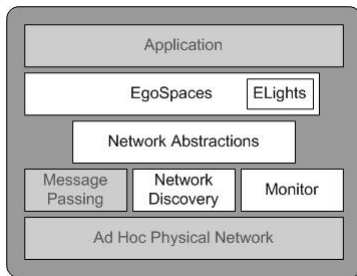 Application
EgoSpaces
ELights
Network Abstractions
Message
Passing
Network
Discovery
Monitor
Ad Hoc Physical Network